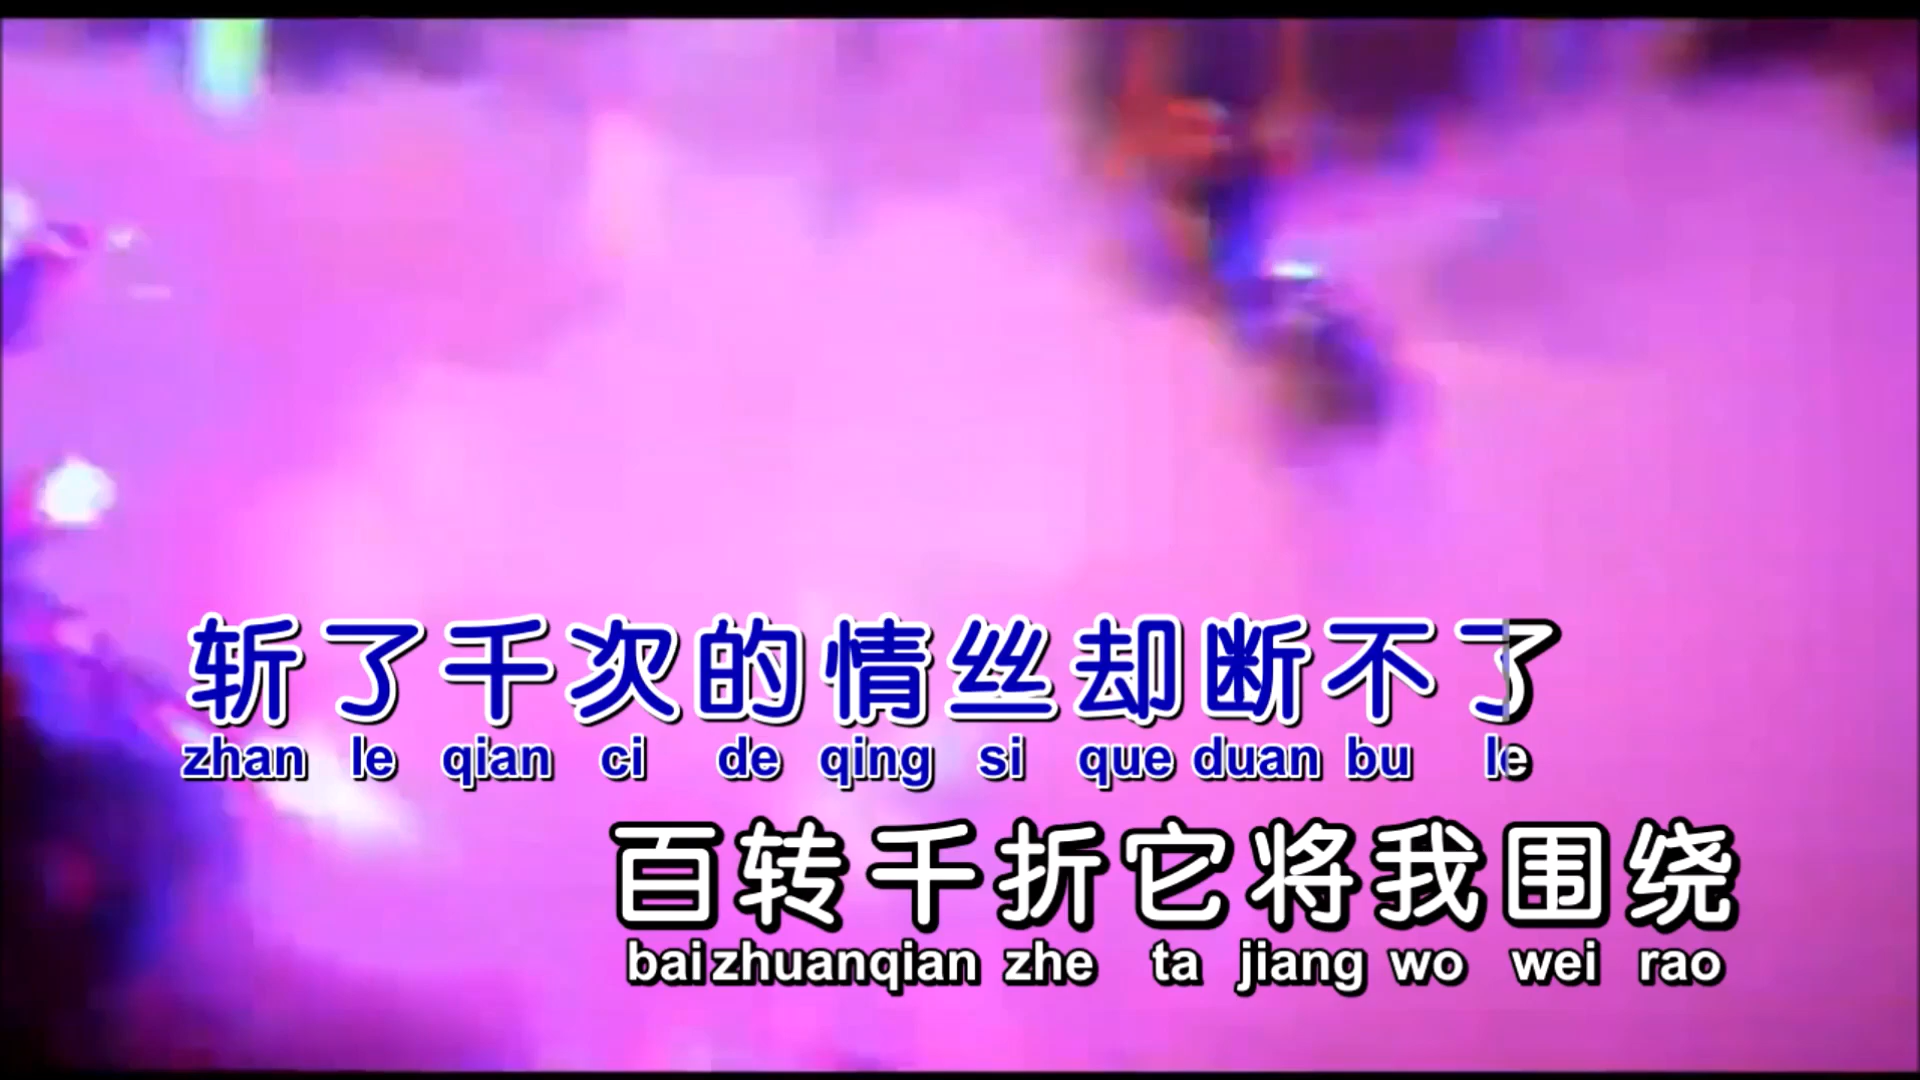 斩了千次的情丝却断不了
zhan le qian ci de qing si que duan bu le
百转千折它将我围绕
bai zhuan qian zhe ta jiang wo wei rao